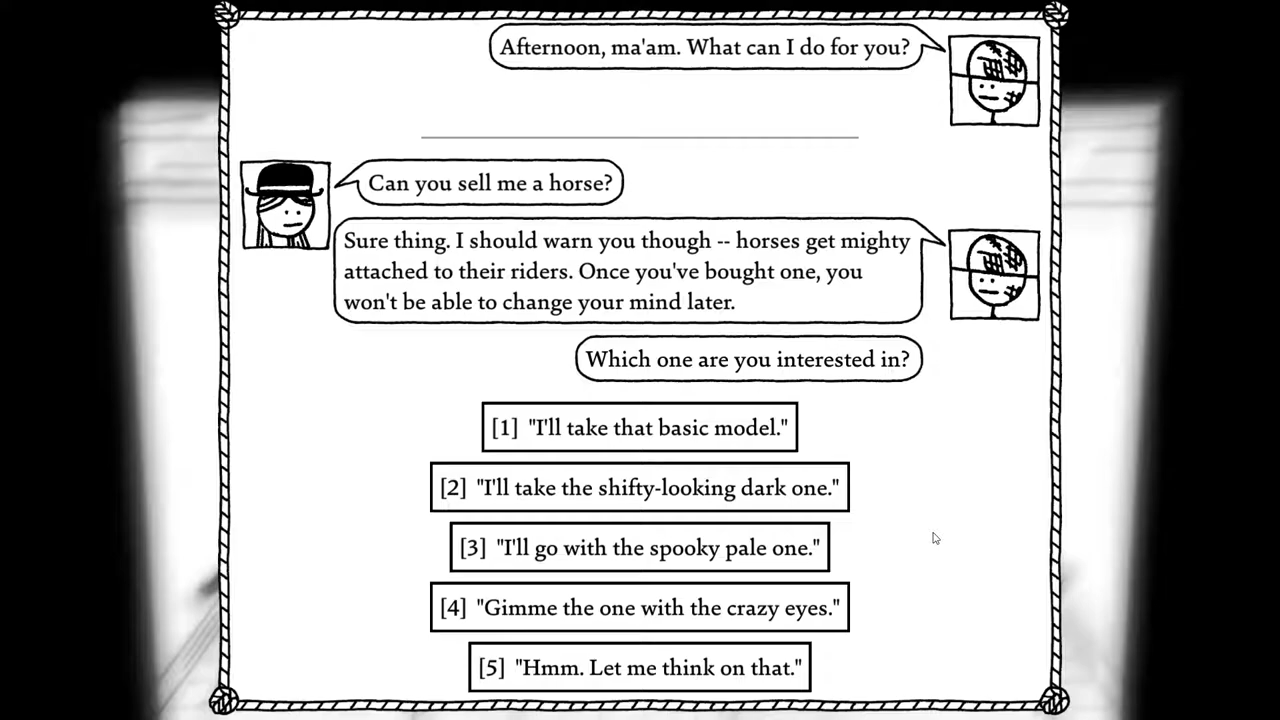 Afternoon, ma'am. What can I do for you?
Can you sell me a horse?
Sure thing. I should warn you though -- horses get mighty
attached to their riders. Once you've bought one, you
won't be able to change your mind later.
Which one are you interested in?
[1] "I'll take that basic model."
[2] "I'll take the shifty-looking dark one."
[3] "I'll go with the spooky pale one."
[4] "Gimme the one with the crazy eyes."
[5] "Hmm. Let me think on that."